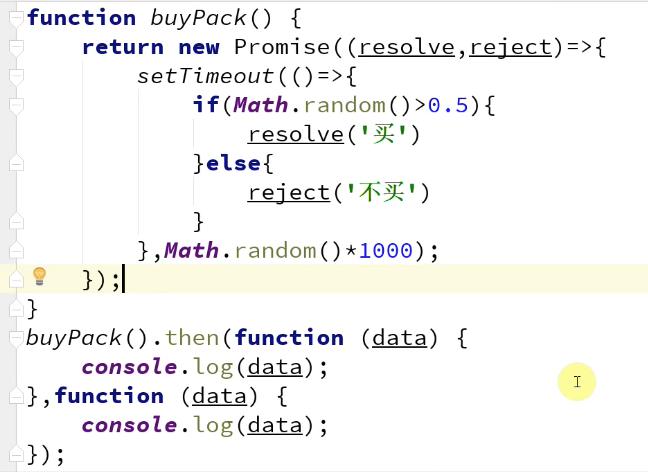 function buyPack() {
    return new Promise((resolve,reject)=>{
        setTimeout(()=>{
            if(Math.random()>0.5){
                resolve('买')
            }else{
                reject('不买')
            }
        },Math.random()*1000);
    });
}
buyPack().then(function (data) {
    console.log(data);
},function (data) {
    console.log(data);
});